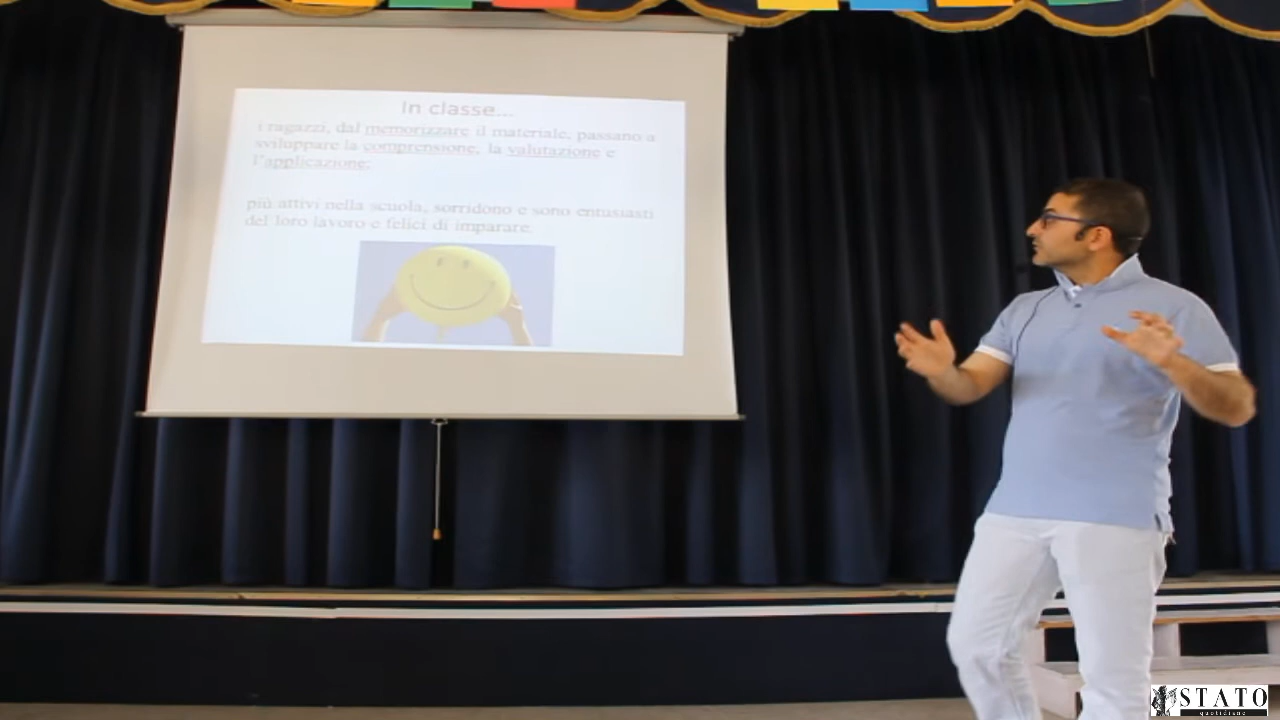 In classe...
i ragazzi, dal memorizzare il materiale, passano a
sviluppare la comprensione, la valutazione e
l'applicazione;
più attivi nella scuola, sorridono e sono entusiasti
del loro lavoro e felici di imparare.
STATO
quotidiano